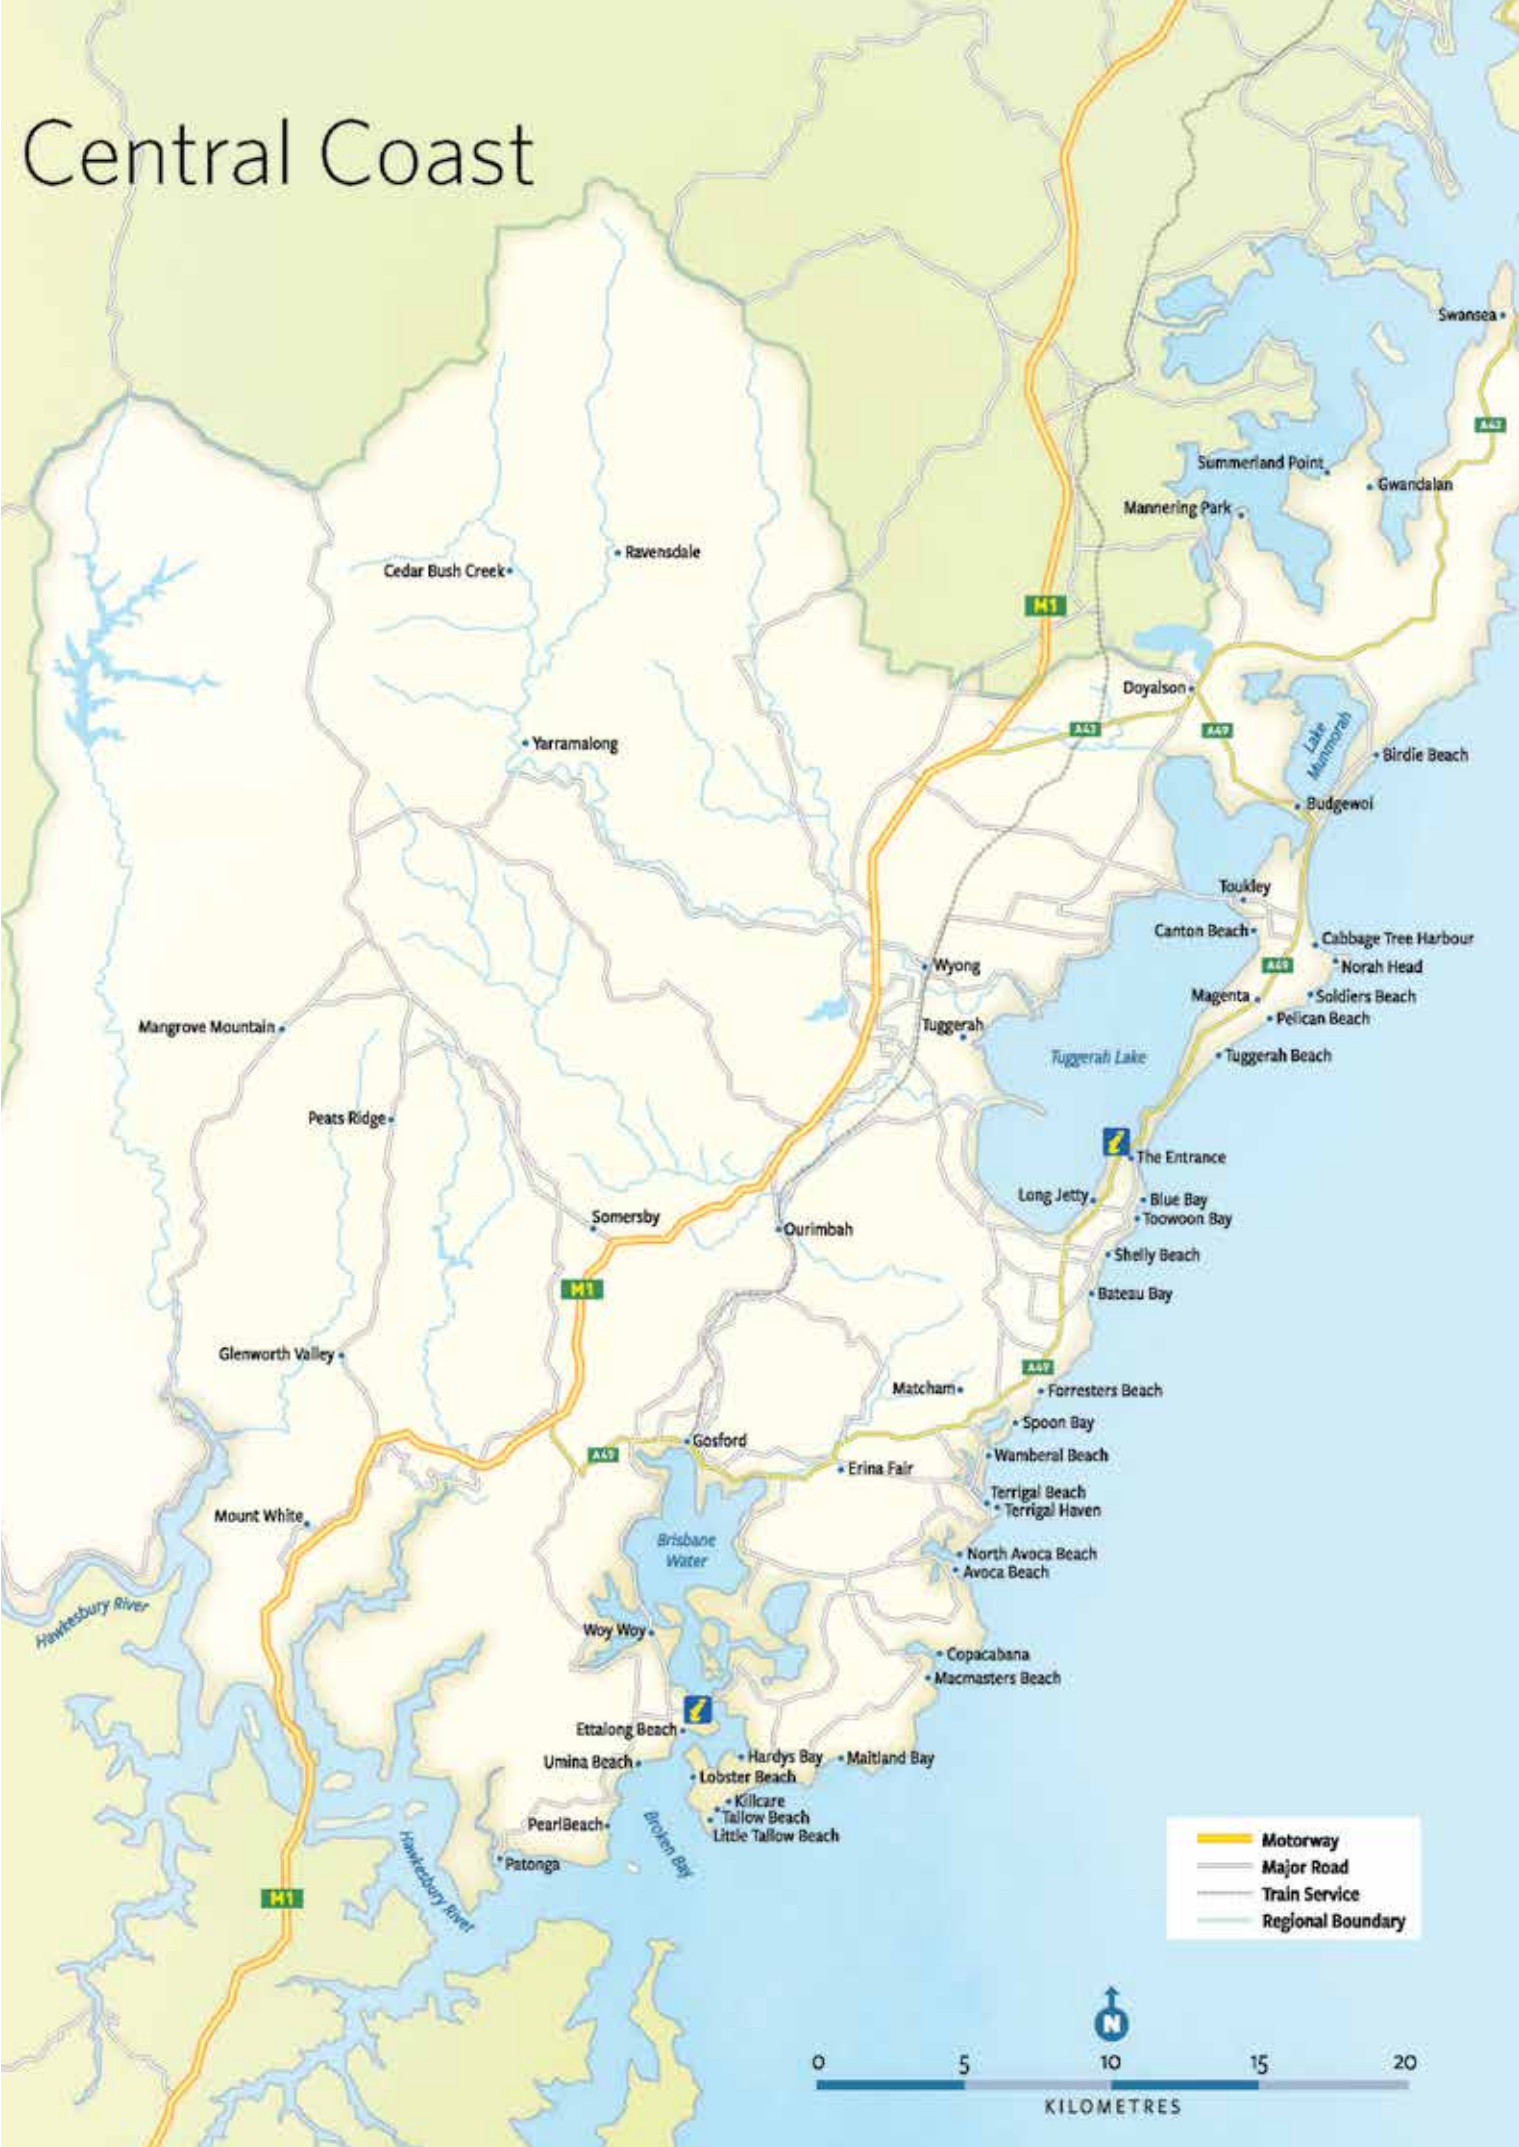 Central Coast
Swansea
A43
Summerland Point
Gwandalan
Mannering Park
Ravensdale
Cedar Bush Creek
M1
Doyalson
A43
A49
Yarramalong
Lake
Munmorah
Birdie Beach
Budgewoi
Toukley
Canton Beach
Cabbage Tree Harbour
Wyong
A49
Norah Head
Magenta
Soldiers Beach
Pelican Beach
Mangrove Mountain
Tuggerah
Tuggerah Lake
Tuggerah Beach
Peats Ridge
i
The Entrance
Long Jetty
Blue Bay
Toowoon Bay
Somersby
Ourimbah
Shelly Beach
M1
Bateau Bay
Glenworth Valley
A49
Matcham
Forresters Beach
Spoon Bay
Gosford
A49
Wamberal Beach
Erina Fair
Terrigal Beach
Terrigal Haven
Mount White
Brisbane
Water
North Avoca Beach
Avoca Beach
Hawkesbury River
Woy Woy
Copacabana
Macmasters Beach
i
Ettalong Beach
Umina Beach
Hardys Bay
Maitland Bay
Lobster Beach
Killcare
Tallow Beach
Little Tallow Beach
PearlBeach
Broken Bay
Patonga
Hawkesbury River
M1
Motorway
Major Road
Train Service
Regional Boundary
N
0 5 10 15 20
KILOMETRES